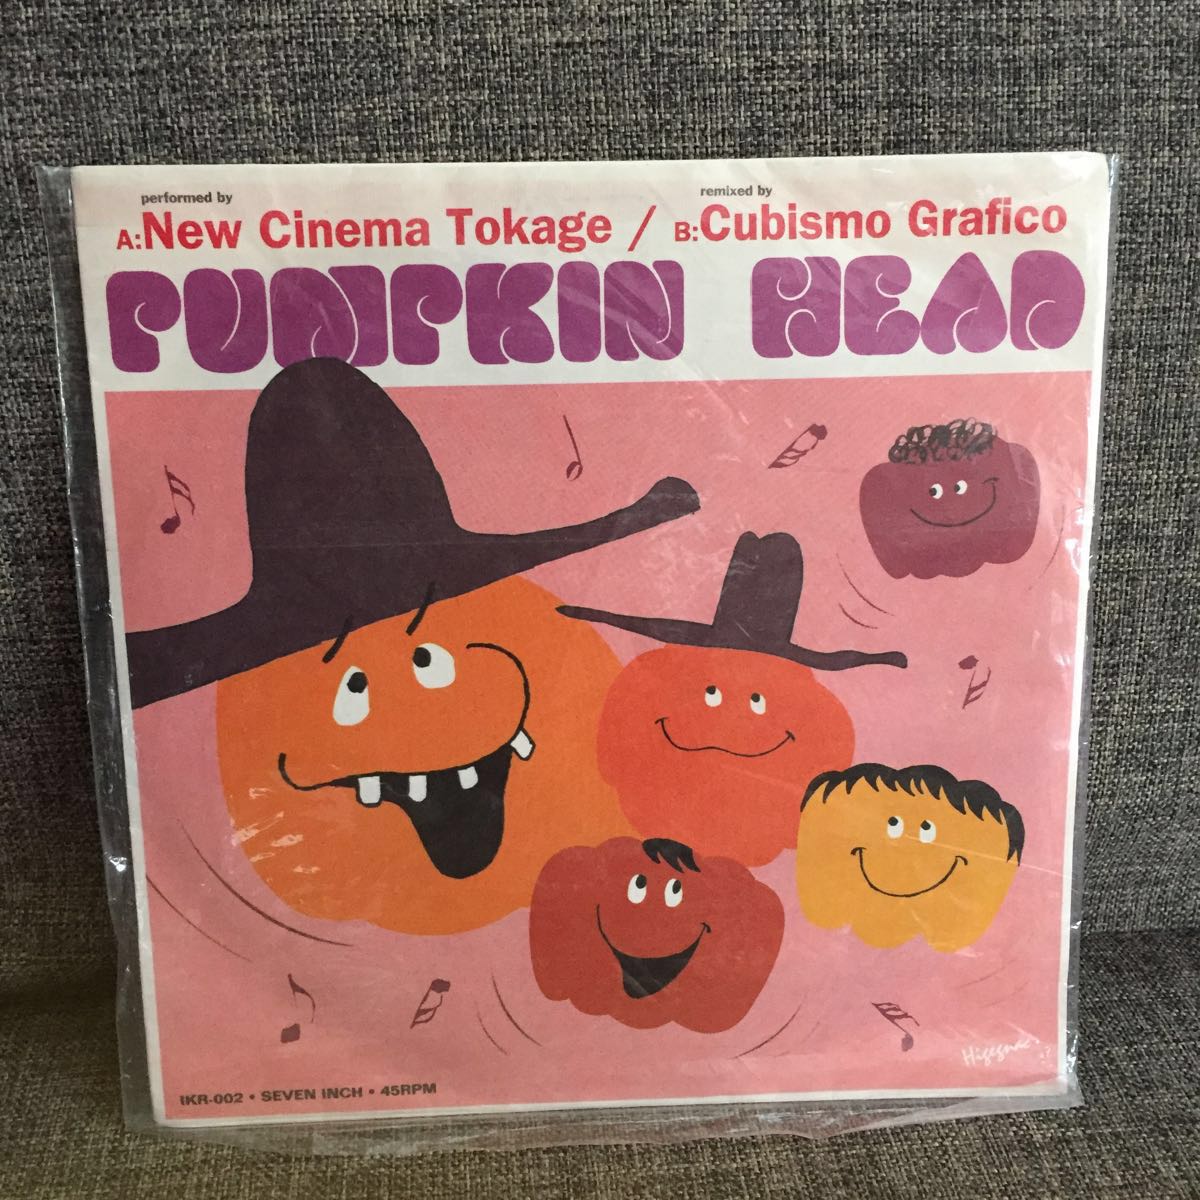 performed by
A:New Cinema Tokage /
remixed by
B:Cubismo Grafico
PUMPKIN HEAD
IKR-002 • SEVEN INCH • 45RPM